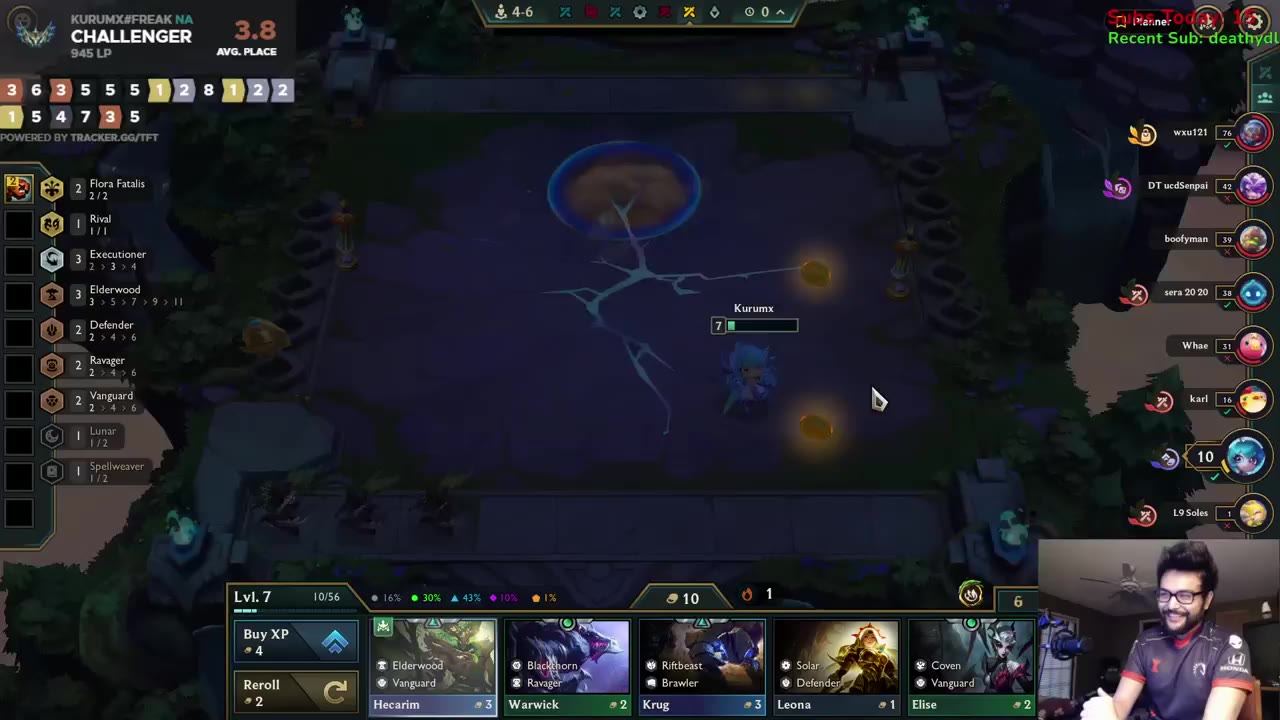 KURUMX#FREAK NA
CHALLENGER
945 LP
3.8
AVG. PLACE
3 6 3 5 5 5 1 2 8 1 2 2
1 5 4 7 3 5
POWERED BY TRACKER.GG/TFT
4-6
0
Subs Today: 15
Planner
Recent Sub: deathydl
2 Flora Fatalis
2 / 2
1 Rival
1 / 1
3 Executioner
2 > 3 > 4
3 Elderwood
3 > 5 > 7 > 9 > 11
2 Defender
2 > 4 > 6
2 Ravager
2 > 4 > 6
2 Vanguard
2 > 4 > 6
1 Lunar
1 / 2
1 Spellweaver
1 / 2
wxu121 76
DT ucdSenpai 42
boofyman 39
sera 20 20 38
Whae 31
karl 16
10
L9 Soles 1
Kurumx
7
Lvl. 7 10/56
16% 30% 43% 10% 1%
10
1
6
Buy XP
4
Reroll
2
Elderwood
Vanguard
Hecarim 3
Blackthorn
Ravager
Warwick 2
Riftbeast
Brawler
Krug 3
Solar
Defender
Leona 1
Coven
Vanguard
Elise 2
HONDA